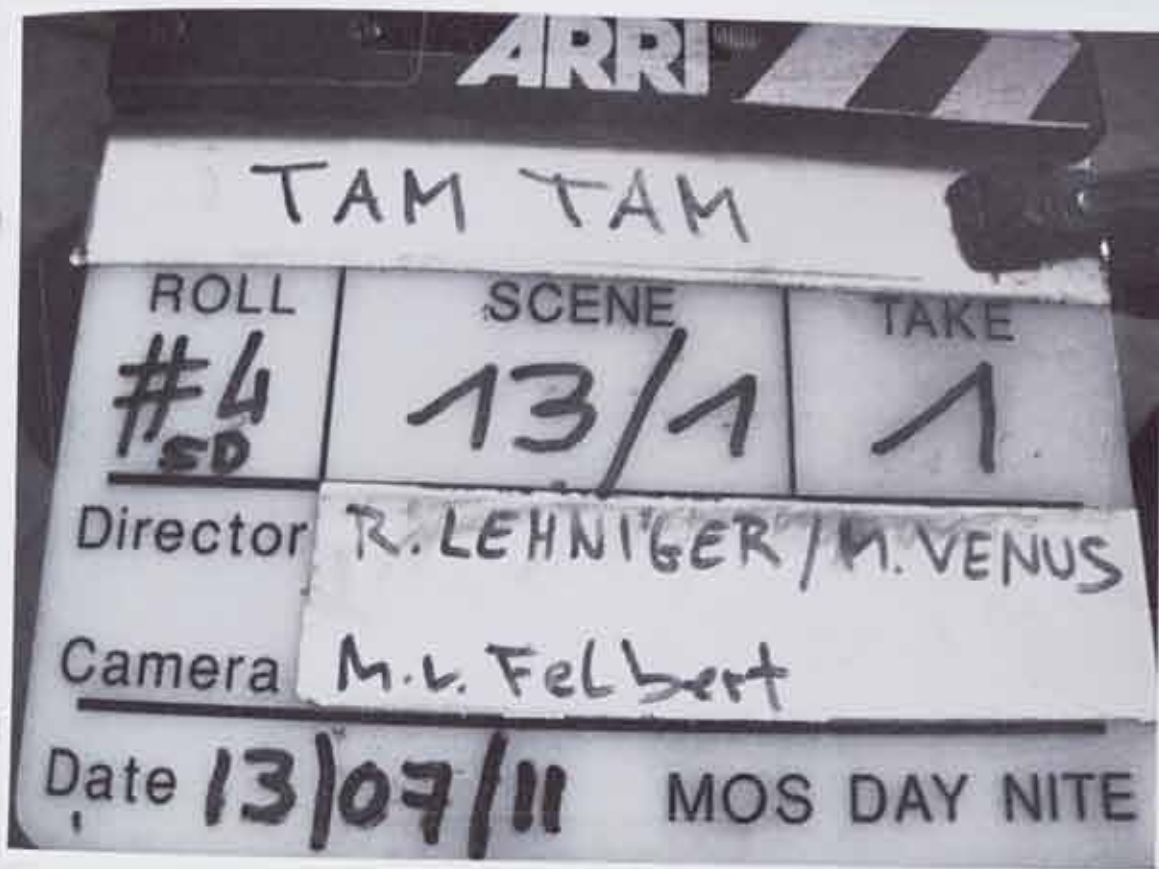 ARRI
TAM TAM
ROLL SCENE TAKE
#4 13/1 1
SD
Director R. LEHNIGER / M. VENUS
Camera M.V. Felbert
Date 13/07/11 MOS DAY NITE